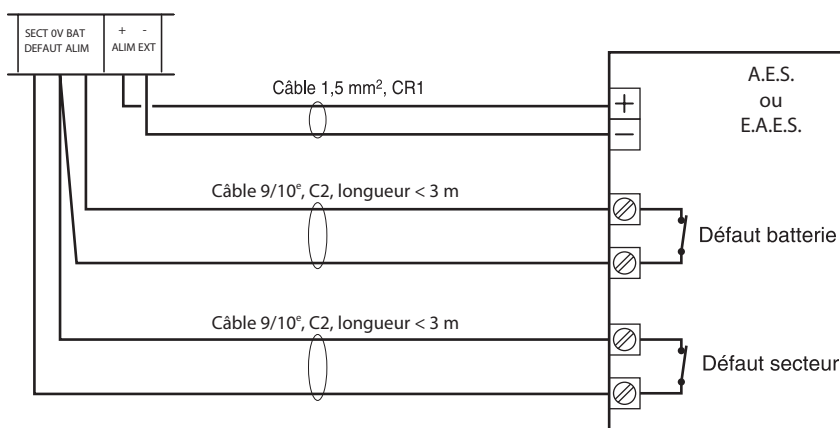 SECT 0V BAT
DEFAUT ALIM
+ -
ALIM EXT
Câble 1,5 mm², CR1
+
−
A.E.S.
ou
E.A.E.S.
Câble 9/10ᵉ, C2, longueur < 3 m
Défaut batterie
Câble 9/10ᵉ, C2, longueur < 3 m
Défaut secteur